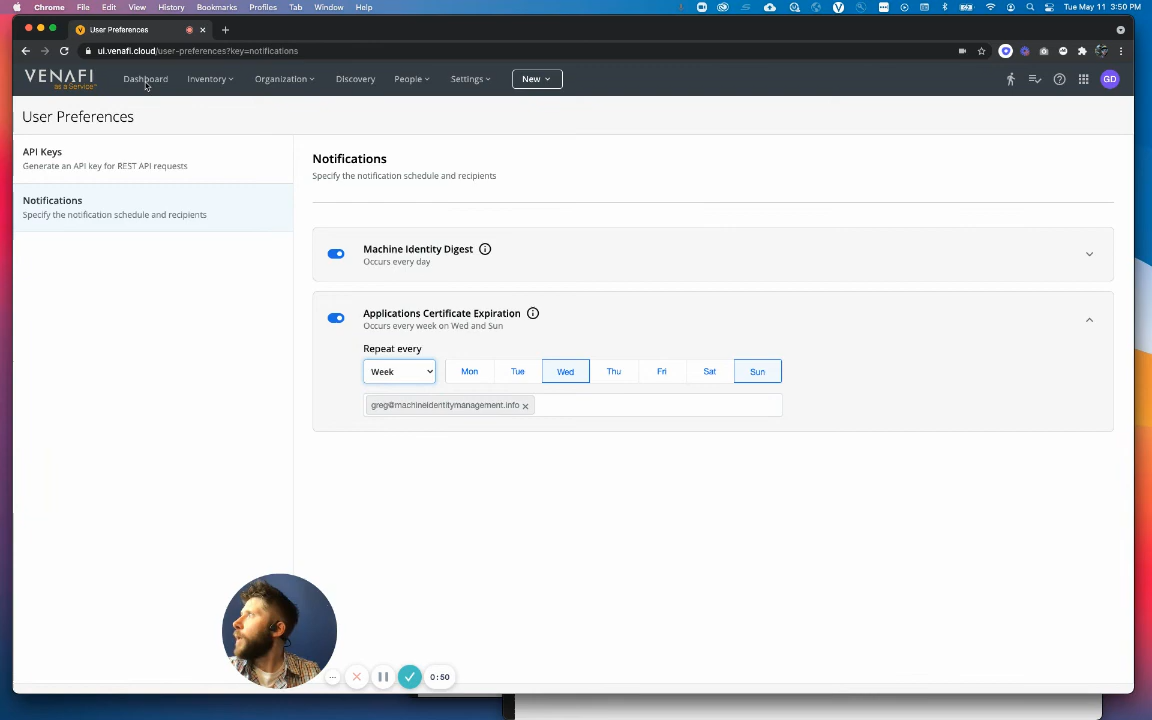 Chrome File Edit View History Bookmarks Profiles Tab Window Help
Tue May 11 3:50 PM
User Preferences
ui.venafi.cloud/user-preferences?key=notifications
VENAFI
as a Service
Dashboard
Inventory
Organization
Discovery
People
Settings
New
GD
User Preferences
API Keys
Generate an API key for REST API requests
Notifications
Specify the notification schedule and recipients
Notifications
Specify the notification schedule and recipients
Machine Identity Digest
Occurs every day
Applications Certificate Expiration
Occurs every week on Wed and Sun
Repeat every
Week Mon Tue Wed Thu Fri Sat Sun
greg@machineidentitymanagement.info
0:50